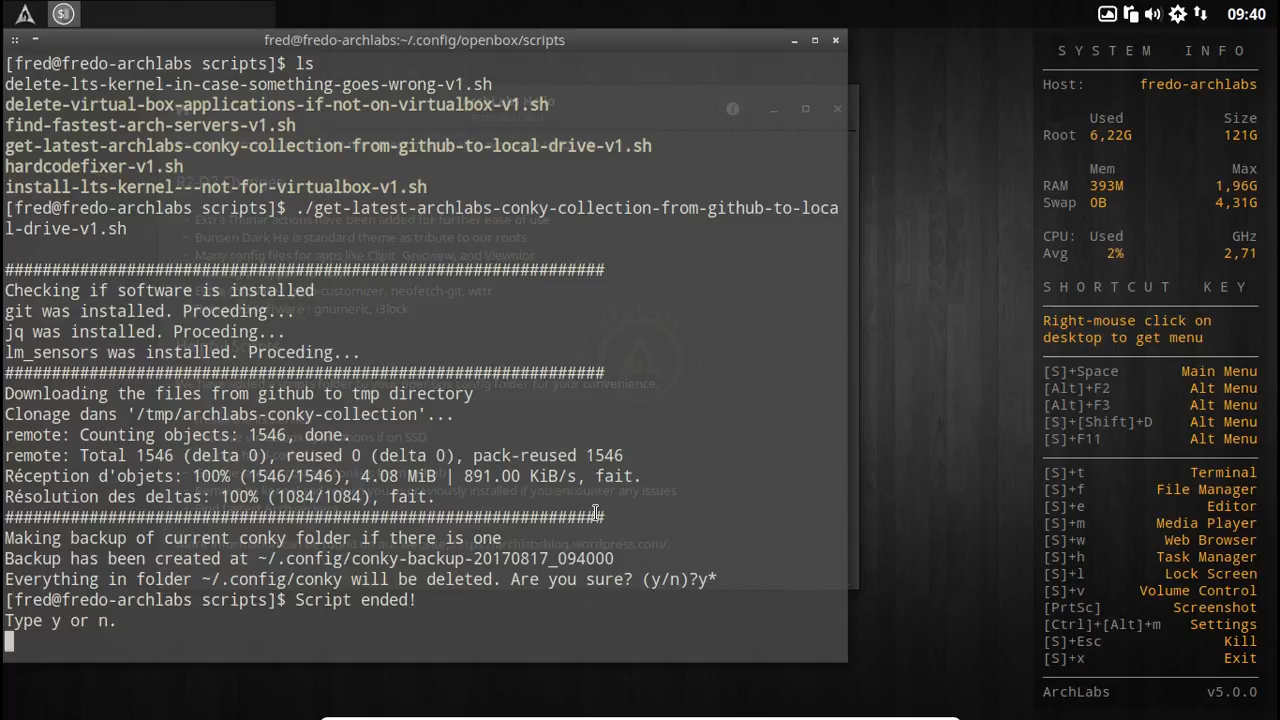 09:40
fred@fredo-archlabs:~/.config/openbox/scripts
[fred@fredo-archlabs scripts]$ ls
delete-lts-kernel-in-case-something-goes-wrong-v1.sh
delete-virtual-box-applications-if-not-on-virtualbox-v1.sh
find-fastest-arch-servers-v1.sh
get-latest-archlabs-conky-collection-from-github-to-local-drive-v1.sh
hardcodefixer-v1.sh
install-lts-kernel---not-for-virtualbox-v1.sh
[fred@fredo-archlabs scripts]$ ./get-latest-archlabs-conky-collection-from-github-to-loca
l-drive-v1.sh
################################################################
Checking if software is installed
git was installed. Proceding...
jq was installed. Proceding...
lm_sensors was installed. Proceding...
################################################################
Downloading the files from github to tmp directory
Clonage dans '/tmp/archlabs-conky-collection'...
remote: Counting objects: 1546, done.
remote: Total 1546 (delta 0), reused 0 (delta 0), pack-reused 1546
Réception d'objets: 100% (1546/1546), 4.08 MiB | 891.00 KiB/s, fait.
Résolution des deltas: 100% (1084/1084), fait.
################################################################
Making backup of current conky folder if there is one
Backup has been created at ~/.config/conky-backup-20170817_094000
Everything in folder ~/.config/conky will be deleted. Are you sure? (y/n)?y*
[fred@fredo-archlabs scripts]$ Script ended!
Type y or n.
SYSTEM INFO
Host: fredo-archlabs
Used Size
Root 6,22G 121G
Mem Max
RAM 393M 1,96G
Swap 0B 4,31G
CPU: Used GHz
Avg 2% 2,71
SHORTCUT KEY
Right-mouse click on
desktop to get menu
[S]+Space Main Menu
[Alt]+F2 Alt Menu
[Alt]+F3 Alt Menu
[S]+[Shift]+D Alt Menu
[S]+F11 Alt Menu
[S]+t Terminal
[S]+f File Manager
[S]+e Editor
[S]+m Media Player
[S]+w Web Browser
[S]+h Task Manager
[S]+l Lock Screen
[S]+v Volume Control
[PrtSc] Screenshot
[Ctrl]+[Alt]+m Settings
[S]+Esc Kill
[S]+x Exit
ArchLabs v5.0.0